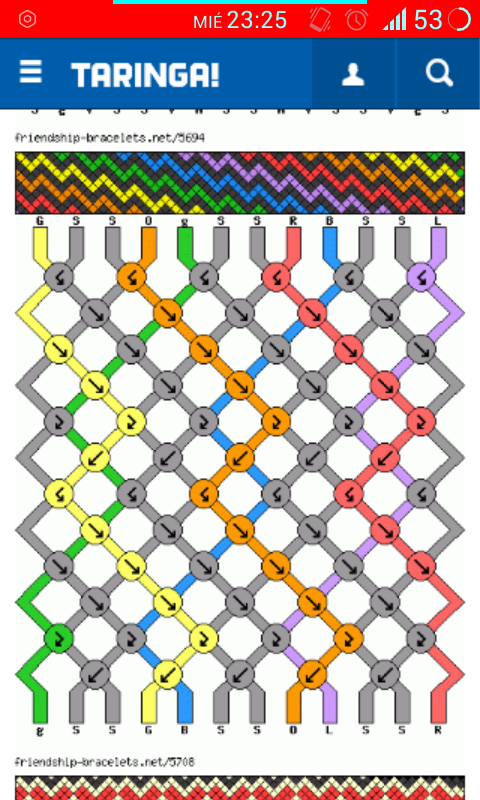 MIÉ 23:25 53
TARINGA!
friendship-bracelets.net/5694
G S S O g S S R B S S L
g S S G B S S O L S S R
friendship-bracelets.net/5708